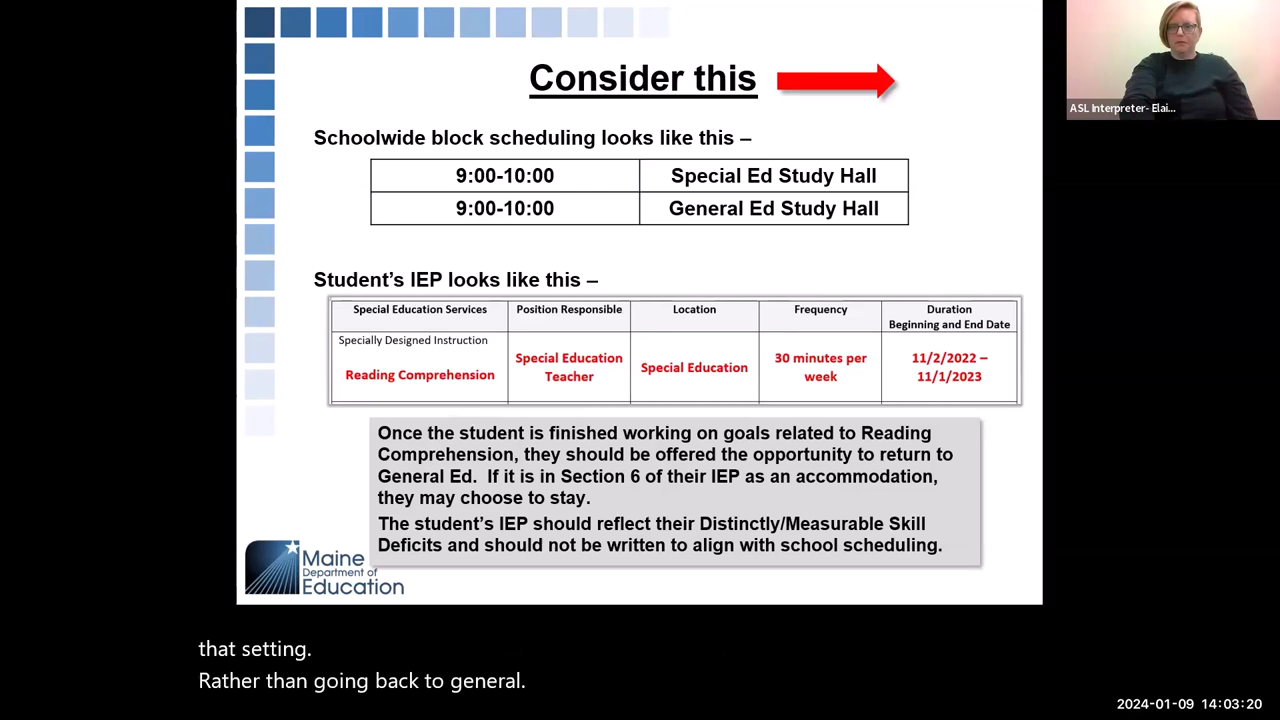 Consider this
ASL Interpreter- Elai...
Schoolwide block scheduling looks like this –
9:00-10:00 Special Ed Study Hall
9:00-10:00 General Ed Study Hall
Student's IEP looks like this –
Special Education Services Position Responsible Location Frequency Duration
Beginning and End Date
Specially Designed Instruction
Reading Comprehension
Special Education
Teacher
Special Education
30 minutes per
week
11/2/2022 –
11/1/2023
Once the student is finished working on goals related to Reading
Comprehension, they should be offered the opportunity to return to
General Ed. If it is in Section 6 of their IEP as an accommodation,
they may choose to stay.
The student's IEP should reflect their Distinctly/Measurable Skill
Deficits and should not be written to align with school scheduling.
Maine
Department of
Education
that setting.
Rather than going back to general.
2024-01-09 14:03:20